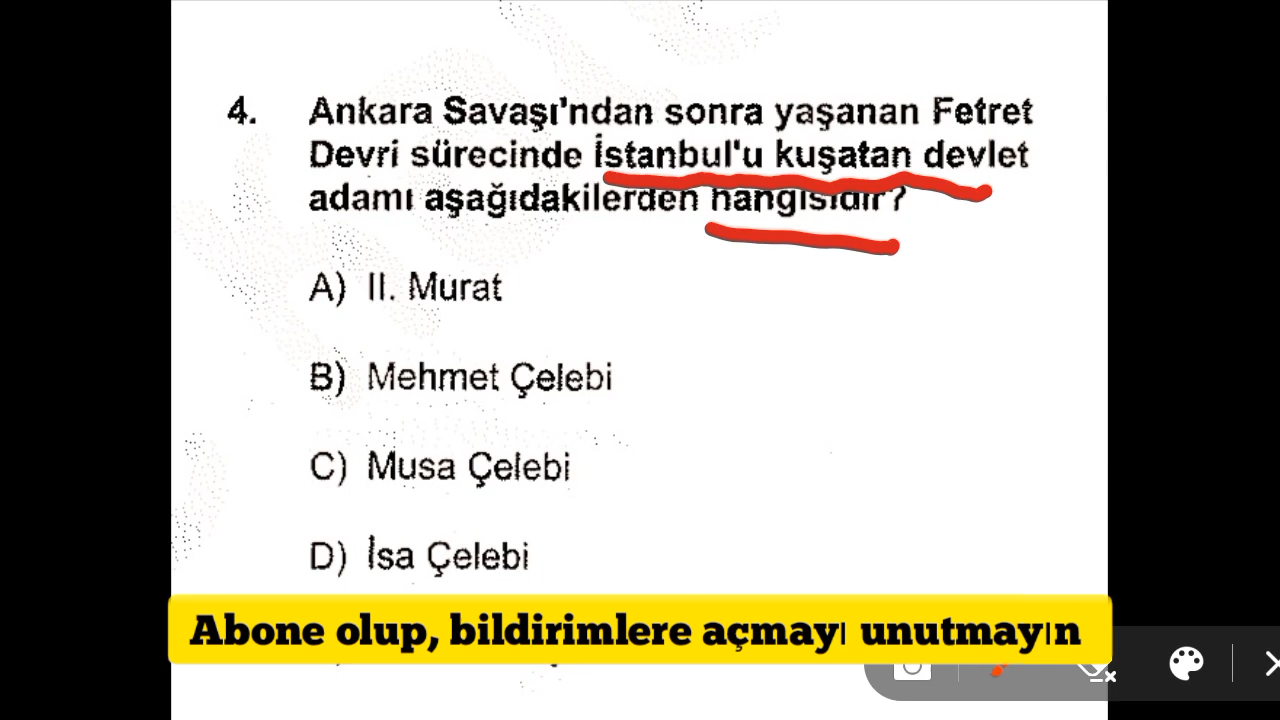 4. Ankara Savaşı'ndan sonra yaşanan Fetret
Devri sürecinde İstanbul'u kuşatan devlet
adamı aşağıdakilerden hangisidir?
A) II. Murat
B) Mehmet Çelebi
C) Musa Çelebi
D) İsa Çelebi
Abone olup, bildirimlere açmayı unutmayın